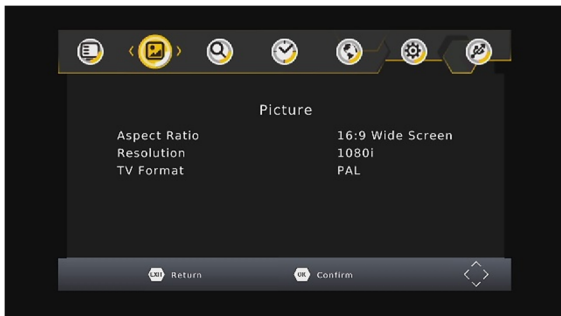 Picture
Aspect Ratio 16:9 Wide Screen
Resolution 1080i
TV Format PAL
EXIT Return OK Confirm